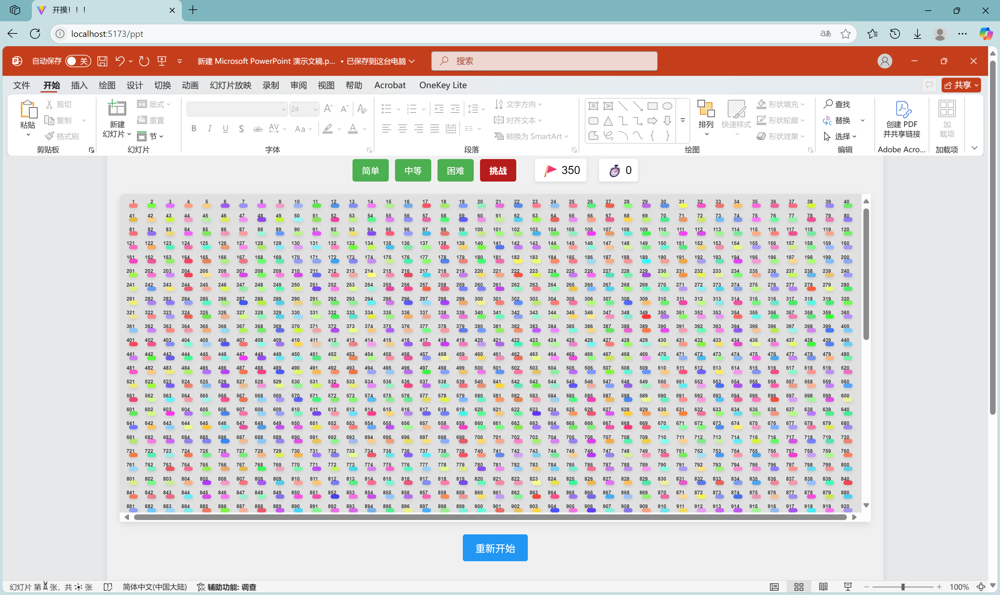 开摸！！！
localhost:5173/ppt
自动保存 关 新建 Microsoft PowerPoint 演示文稿.p... • 已保存到这台电脑 搜索
文件 开始 插入 绘图 设计 切换 动画 幻灯片放映 录制 审阅 视图 帮助 Acrobat OneKey Lite 共享
剪切 版式 24 文字方向 形状填充 查找
粘贴 复制 新建 重置 对齐文本 排列 快速样式 形状轮廓 替换 创建 PDF 加
格式刷 幻灯片 节 转换为 SmartArt 形状效果 选择 并共享链接 载项
剪贴板 幻灯片 字体 段落 绘图 编辑 Adobe Acro... 加载项
简单 中等 困难 挑战 350 0
1 2 3 4 5 6 7 8 9 10 11 12 13 14 15 16 17 18 19 20 21 22 23 24 25 26 27 28 29 30 31 32 33 34 35 36 37 38 39 40
41 42 43 44 45 46 47 48 49 50 51 52 53 54 55 56 57 58 59 60 61 62 63 64 65 66 67 68 69 70 71 72 73 74 75 76 77 78 79 80
81 82 83 84 85 86 87 88 89 90 91 92 93 94 95 96 97 98 99 100 101 102 103 104 105 106 107 108 109 110 111 112 113 114 115 116 117 118 119 120
121 122 123 124 125 126 127 128 129 130 131 132 133 134 135 136 137 138 139 140 141 142 143 144 145 146 147 148 149 150 151 152 153 154 155 156 157 158 159 160
161 162 163 164 165 166 167 168 169 170 171 172 173 174 175 176 177 178 179 180 181 182 183 184 185 186 187 188 189 190 191 192 193 194 195 196 197 198 199 200
201 202 203 204 205 206 207 208 209 210 211 212 213 214 215 216 217 218 219 220 221 222 223 224 225 226 227 228 229 230 231 232 233 234 235 236 237 238 239 240
241 242 243 244 245 246 247 248 249 250 251 252 253 254 255 256 257 258 259 260 261 262 263 264 265 266 267 268 269 270 271 272 273 274 275 276 277 278 279 280
281 282 283 284 285 286 287 288 289 290 291 292 293 294 295 296 297 298 299 300 301 302 303 304 305 306 307 308 309 310 311 312 313 314 315 316 317 318 319 320
321 322 323 324 325 326 327 328 329 330 331 332 333 334 335 336 337 338 339 340 341 342 343 344 345 346 347 348 349 350 351 352 353 354 355 356 357 358 359 360
361 362 363 364 365 366 367 368 369 370 371 372 373 374 375 376 377 378 379 380 381 382 383 384 385 386 387 388 389 390 391 392 393 394 395 396 397 398 399 400
401 402 403 404 405 406 407 408 409 410 411 412 413 414 415 416 417 418 419 420 421 422 423 424 425 426 427 428 429 430 431 432 433 434 435 436 437 438 439 440
441 442 443 444 445 446 447 448 449 450 451 452 453 454 455 456 457 458 459 460 461 462 463 464 465 466 467 468 469 470 471 472 473 474 475 476 477 478 479 480
481 482 483 484 485 486 487 488 489 490 491 492 493 494 495 496 497 498 499 500 501 502 503 504 505 506 507 508 509 510 511 512 513 514 515 516 517 518 519 520
521 522 523 524 525 526 527 528 529 530 531 532 533 534 535 536 537 538 539 540 541 542 543 544 545 546 547 548 549 550 551 552 553 554 555 556 557 558 559 560
561 562 563 564 565 566 567 568 569 570 571 572 573 574 575 576 577 578 579 580 581 582 583 584 585 586 587 588 589 590 591 592 593 594 595 596 597 598 599 600
601 602 603 604 605 606 607 608 609 610 611 612 613 614 615 616 617 618 619 620 621 622 623 624 625 626 627 628 629 630 631 632 633 634 635 636 637 638 639 640
641 642 643 644 645 646 647 648 649 650 651 652 653 654 655 656 657 658 659 660 661 662 663 664 665 666 667 668 669 670 671 672 673 674 675 676 677 678 679 680
681 682 683 684 685 686 687 688 689 690 691 692 693 694 695 696 697 698 699 700 701 702 703 704 705 706 707 708 709 710 711 712 713 714 715 716 717 718 719 720
721 722 723 724 725 726 727 728 729 730 731 732 733 734 735 736 737 738 739 740 741 742 743 744 745 746 747 748 749 750 751 752 753 754 755 756 757 758 759 760
761 762 763 764 765 766 767 768 769 770 771 772 773 774 775 776 777 778 779 780 781 782 783 784 785 786 787 788 789 790 791 792 793 794 795 796 797 798 799 800
801 802 803 804 805 806 807 808 809 810 811 812 813 814 815 816 817 818 819 820 821 822 823 824 825 826 827 828 829 830 831 832 833 834 835 836 837 838 839 840
841 842 843 844 845 846 847 848 849 850 851 852 853 854 855 856 857 858 859 860 861 862 863 864 865 866 867 868 869 870 871 872 873 874 875 876 877 878 879 880
881 882 883 884 885 886 887 888 889 890 891 892 893 894 895 896 897 898 899 900 901 902 903 904 905 906 907 908 909 910 911 912 913 914 915 916 917 918 919 920
重新开始
幻灯片 第 张，共 张 简体中文(中国大陆) 辅助功能: 调查 100%